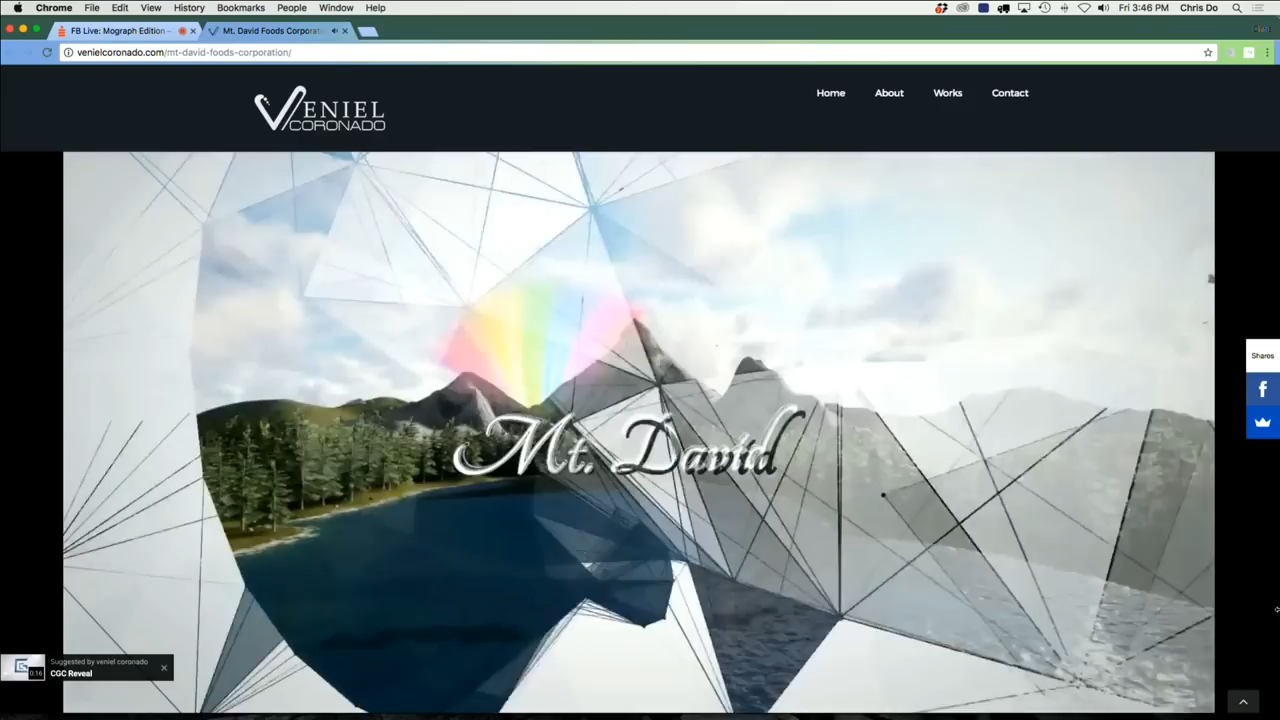 Chrome File Edit View History Bookmarks People Window Help Fri 3:46 PM Chris Do
FB Live: Mograph Edition – Mt. David Foods Corporat
venielcoronado.com/mt-david-foods-corporation/
VENIEL
CORONADO
Home About Works Contact
Shares
Mt. David
Suggested by veniel coronado
CGC Reveal
0:16